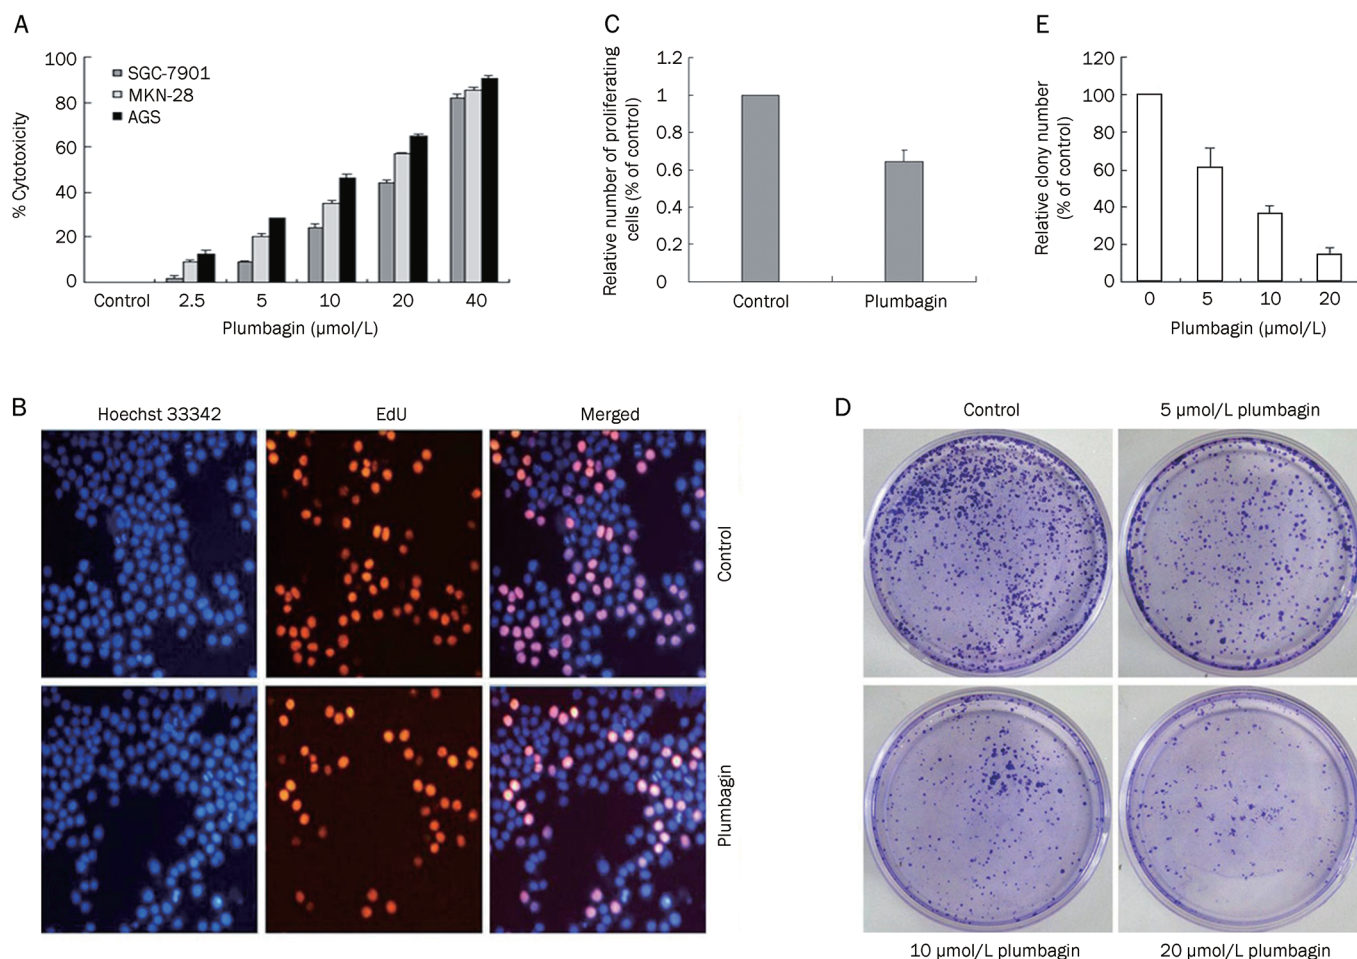 A
% Cytotoxicity
100
80
60
40
20
0
SGC-7901
MKN-28
AGS
Control 2.5 5 10 20 40
Plumbagin (µmol/L)
C
Relative number of proliferating
cells (% of control)
1.2
1
0.8
0.6
0.4
0.2
0
Control Plumbagin
E
Relative clony number
(% of control)
120
100
80
60
40
20
0
0 5 10 20
Plumbagin (µmol/L)
B
Hoechst 33342 EdU Merged
Control
Plumbagin
D
Control 5 µmol/L plumbagin
10 µmol/L plumbagin 20 µmol/L plumbagin